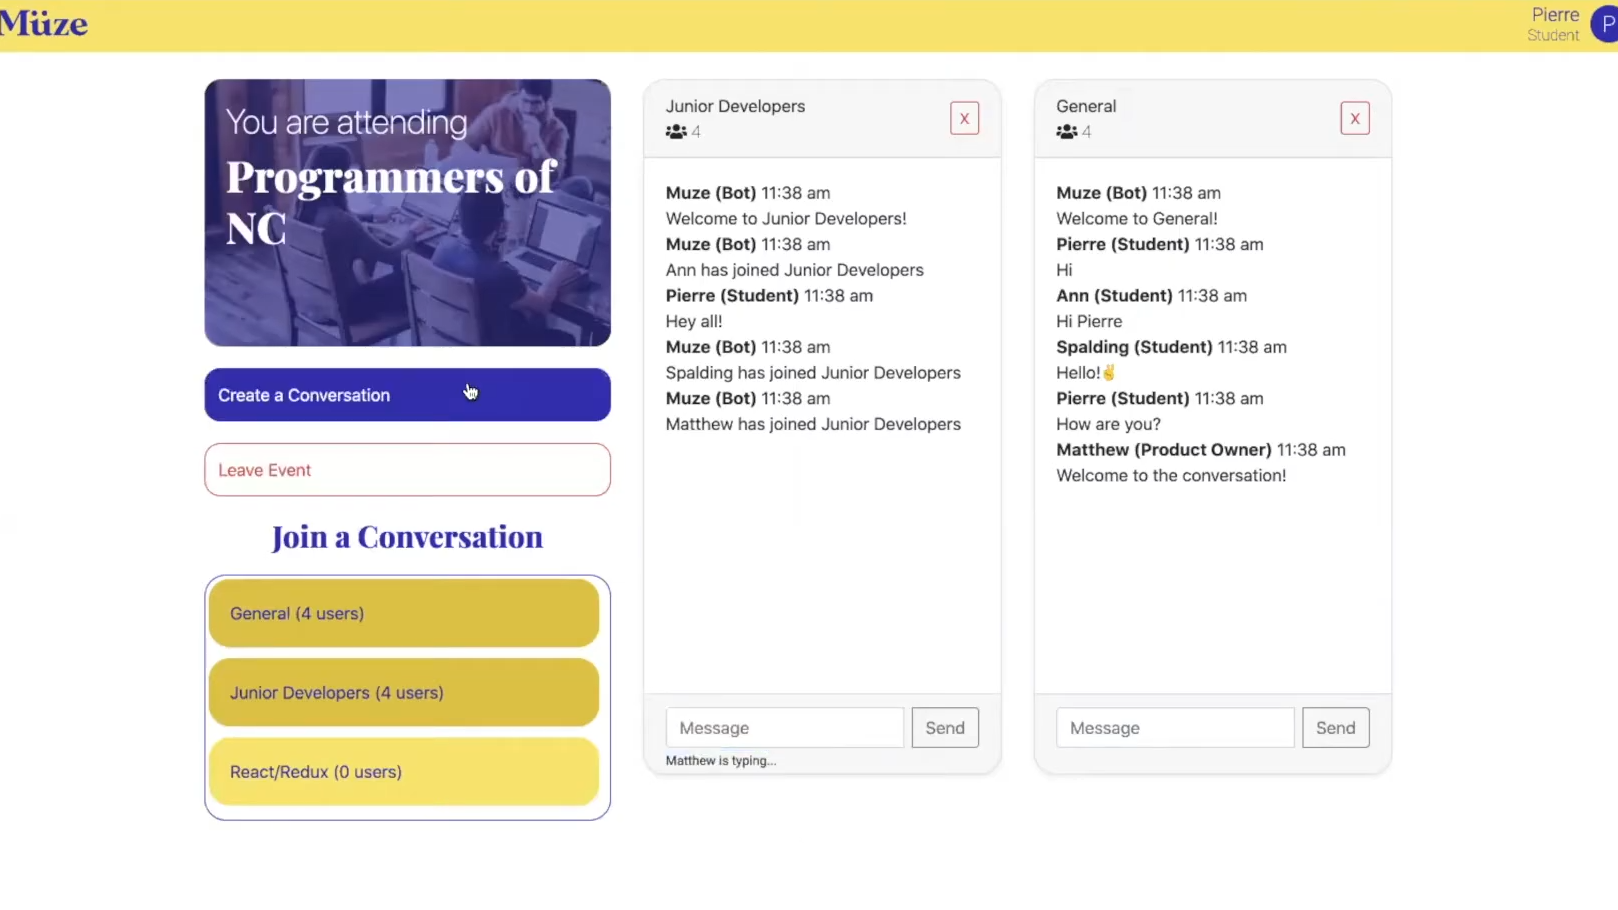 Müze
Pierre
Student
P
You are attending
Programmers of
NC
Create a Conversation
Leave Event
Join a Conversation
General (4 users)
Junior Developers (4 users)
React/Redux (0 users)
Junior Developers
4
X
Muze (Bot) 11:38 am
Welcome to Junior Developers!
Muze (Bot) 11:38 am
Ann has joined Junior Developers
Pierre (Student) 11:38 am
Hey all!
Muze (Bot) 11:38 am
Spalding has joined Junior Developers
Muze (Bot) 11:38 am
Matthew has joined Junior Developers
Message
Send
Matthew is typing...
General
4
X
Muze (Bot) 11:38 am
Welcome to General!
Pierre (Student) 11:38 am
Hi
Ann (Student) 11:38 am
Hi Pierre
Spalding (Student) 11:38 am
Hello!✌️
Pierre (Student) 11:38 am
How are you?
Matthew (Product Owner) 11:38 am
Welcome to the conversation!
Message
Send